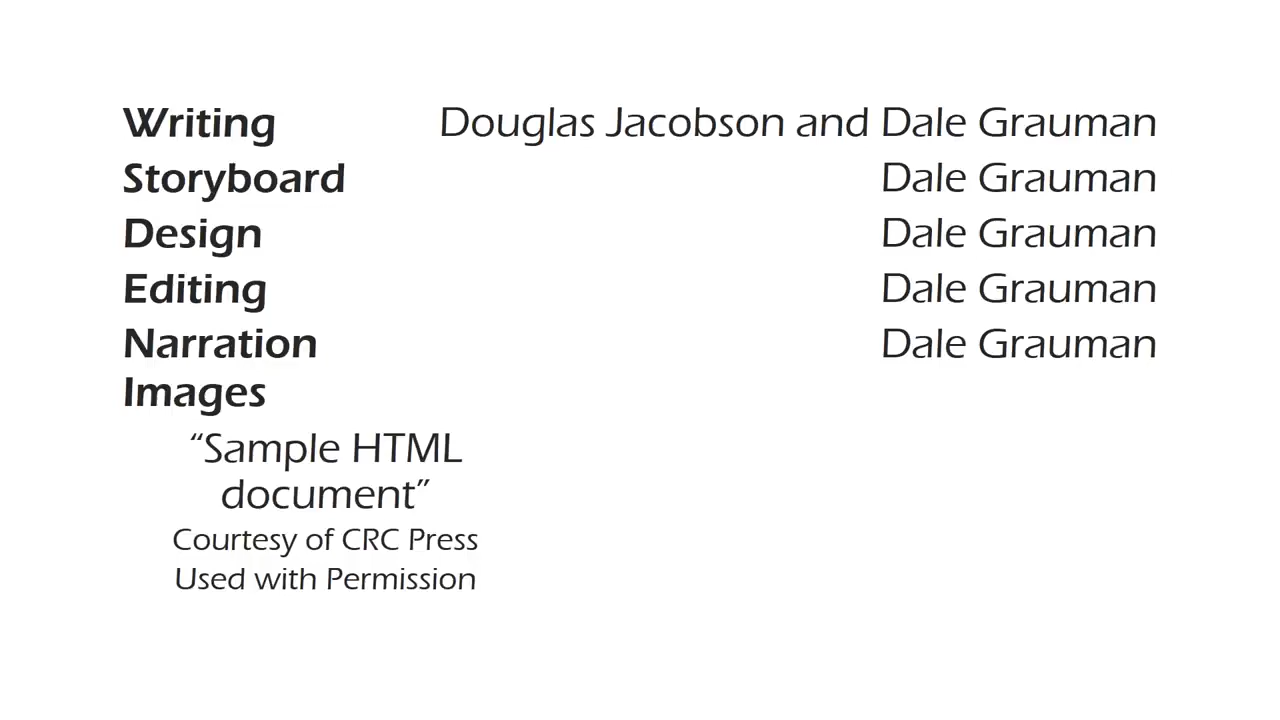 Writing Douglas Jacobson and Dale Grauman
Storyboard Dale Grauman
Design Dale Grauman
Editing Dale Grauman
Narration Dale Grauman
Images
“Sample HTML
document”
Courtesy of CRC Press
Used with Permission